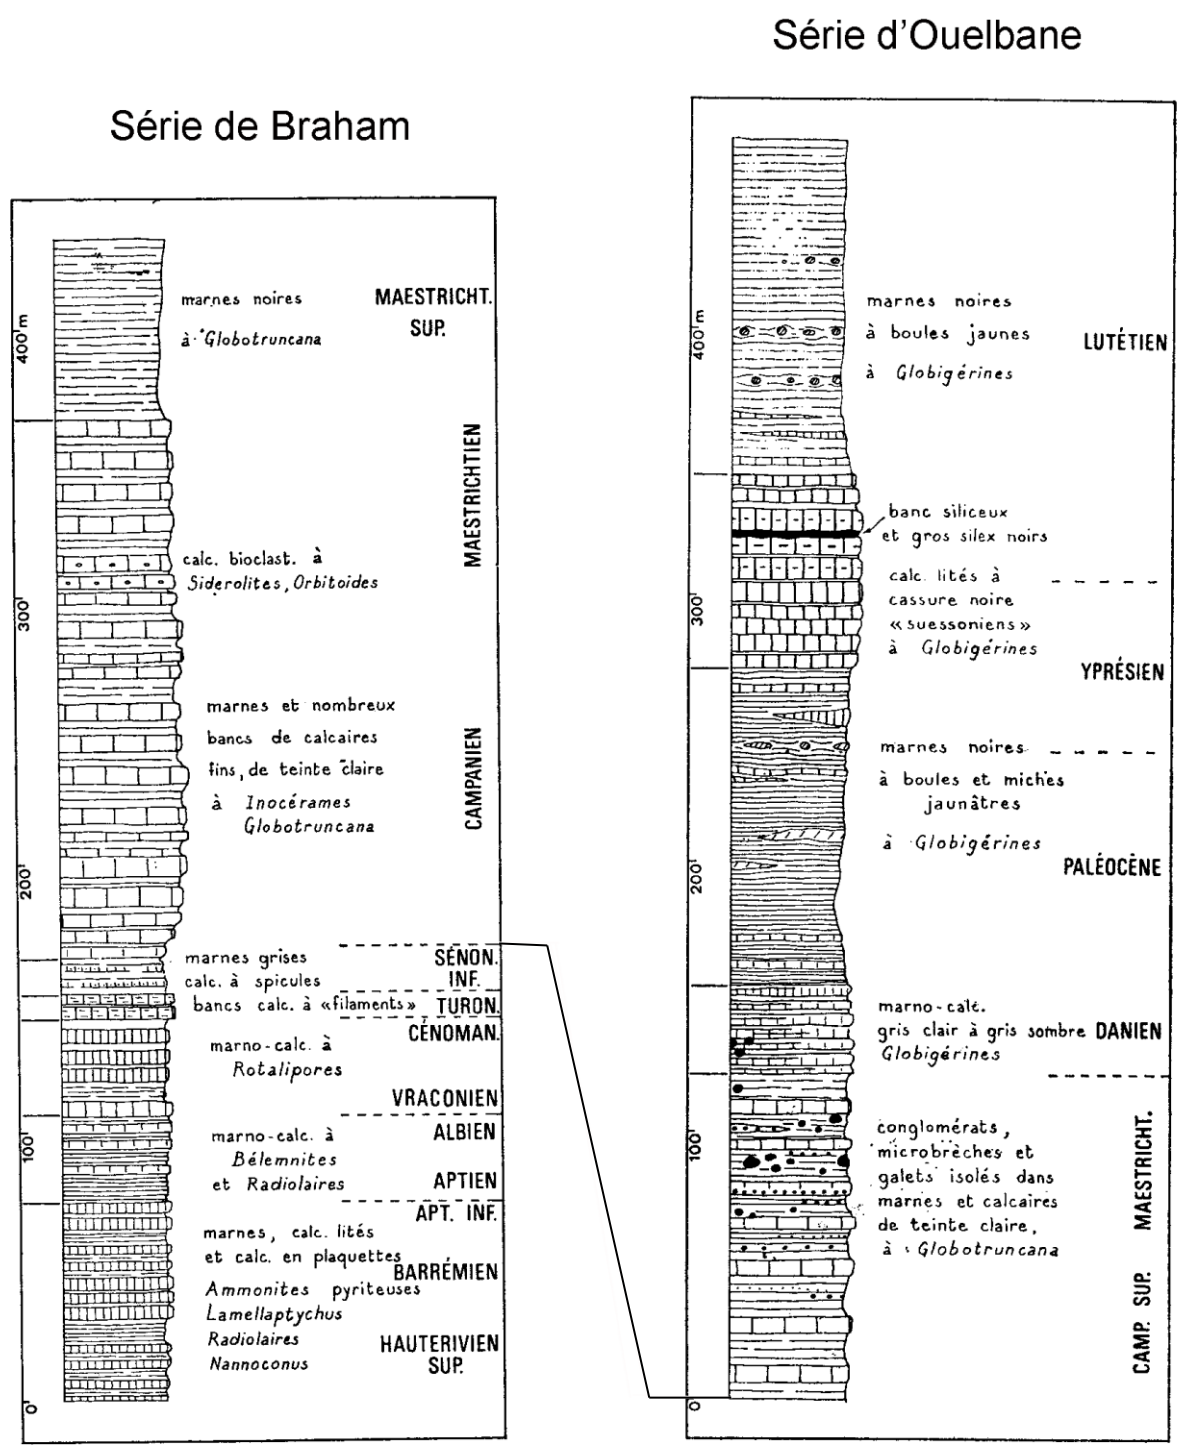 Série d'Ouelbane
Série de Braham
marnes noires
à Globotruncana
MAESTRICHT.
SUP.
400 m
MAESTRICHTIEN
calc. bioclast. à
Siderolites, Orbitoides
300
marnes et nombreux
bancs de calcaires
fins, de teinte claire
à Inocérames
Globotruncana
CAMPANIEN
200
marnes grises
calc. à spicules
SÉNON.
INF.
bancs calc. à «filaments»
TURON.
CÉNOMAN.
marno-calc. à
Rotalipores
VRACONIEN
100
marno-calc. à
Bélemnites
et Radiolaires
ALBIEN
APTIEN
APT. INF.
marnes, calc. lités
et calc. en plaquettes
BARRÉMIEN
Ammonites pyriteuses
Lamellaptychus
Radiolaires
Nannoconus
HAUTERIVIEN
SUP.
0
marnes noires
à boules jaunes
à Globigérines
LUTÉTIEN
400 m
banc siliceux
et gros silex noirs
calc. lités à
cassure noire
«suessoniens»
à Globigérines
300
YPRÉSIEN
marnes noires
à boules et miches
jaunâtres
à Globigérines
PALÉOCÈNE
200
marno-calc.
gris clair à gris sombre
Globigérines
DANIEN
100
conglomérats,
microbrèches et
galets isolés dans
marnes et calcaires
de teinte claire,
à Globotruncana
MAESTRICHT.
CAMP. SUP.
0